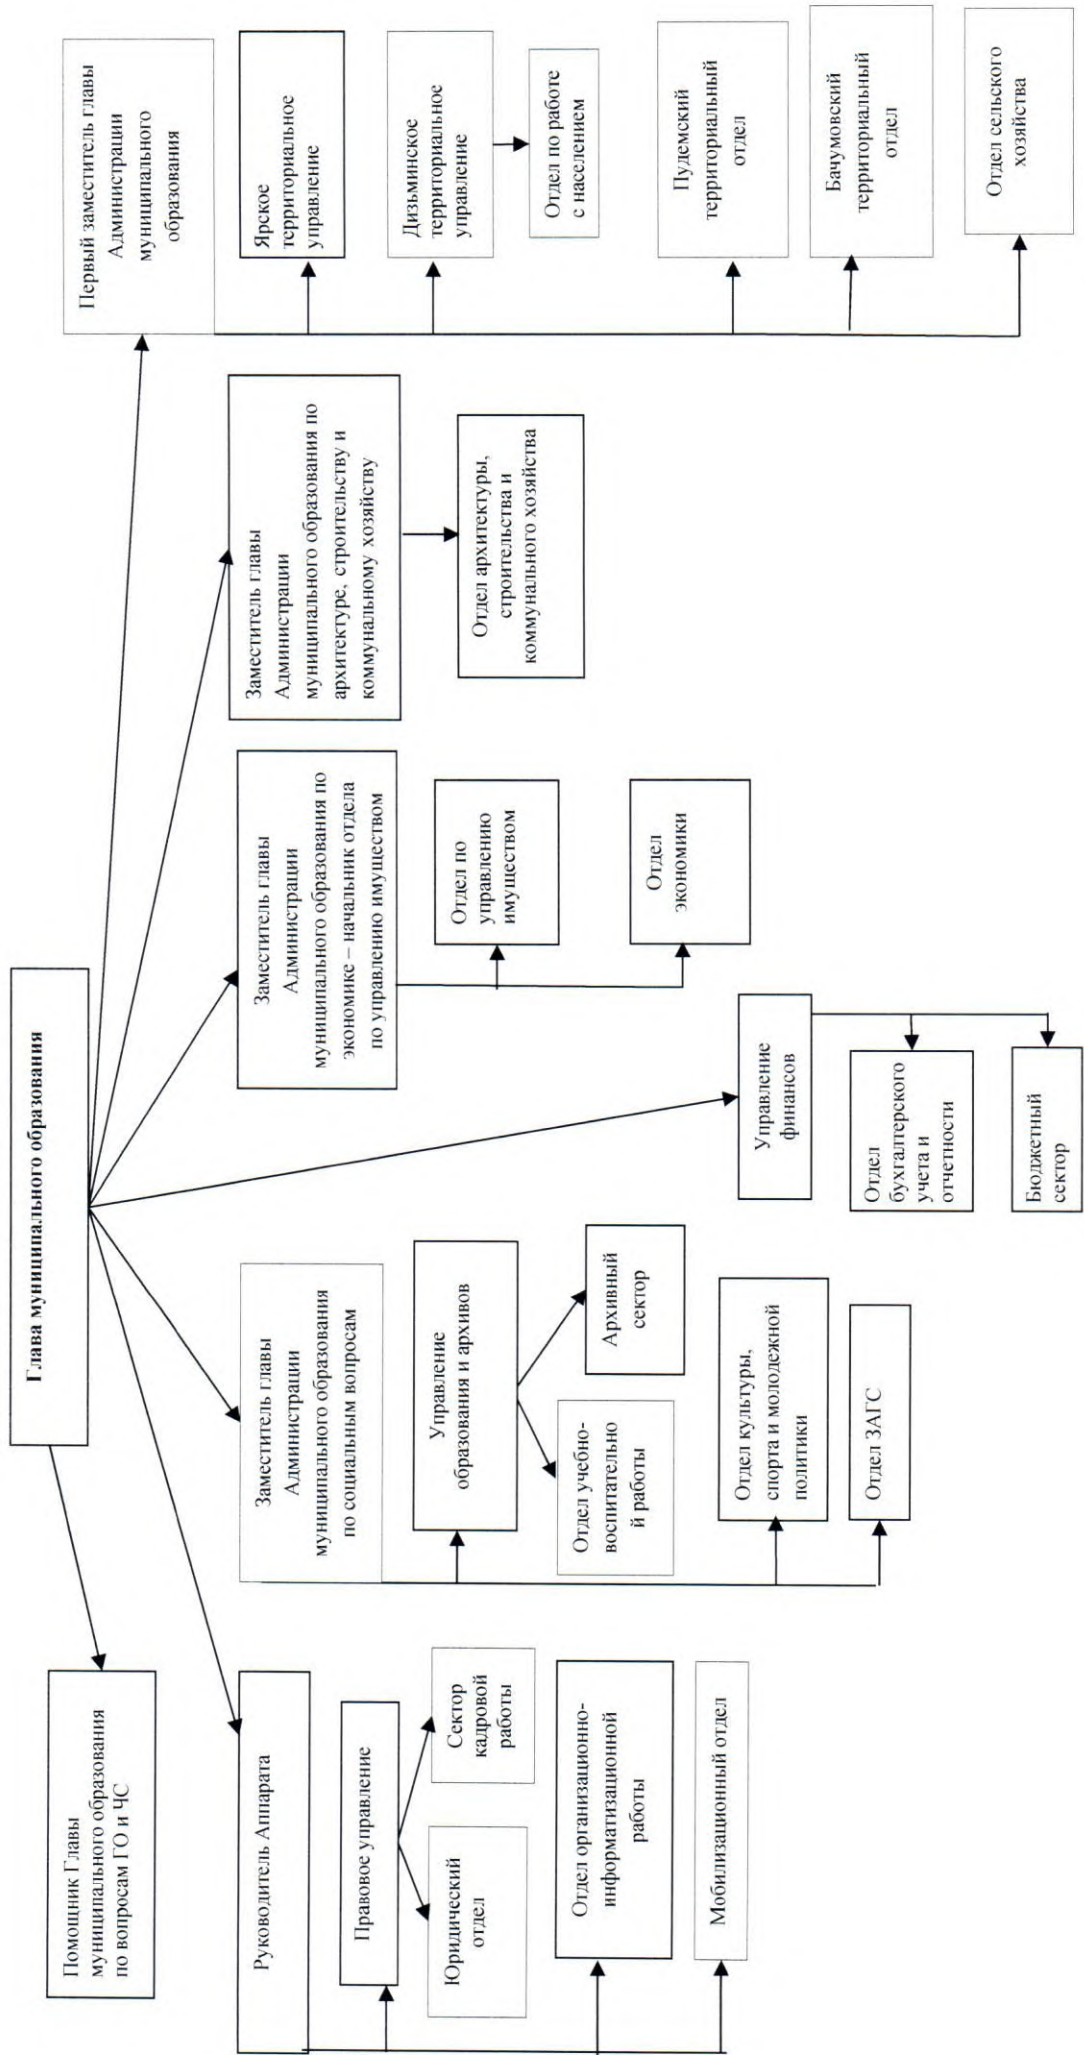 Глава муниципального образования
Помощник Главы
муниципального образования
по вопросам ГО и ЧС
Руководитель Аппарата
Правовое управление
Юридический
отдел
Сектор
кадровой
работы
Отдел организационно-
информатизационной
работы
Мобилизационный отдел
Заместитель главы
Администрации
муниципального образования
по социальным вопросам
Управление
образования и архивов
Отдел учебно-
воспитательно
й работы
Архивный
сектор
Отдел культуры,
спорта и молодежной
политики
Отдел ЗАГС
Управление
финансов
Отдел
бухгалтерского
учета и
отчетности
Бюджетный
сектор
Заместитель главы
Администрации
муниципального образования по
экономике – начальник отдела
по управлению имуществом
Отдел по
управлению
имуществом
Отдел
экономики
Заместитель главы
Администрации
муниципального образования по
архитектуре, строительству и
коммунальному хозяйству
Отдел архитектуры,
строительства и
коммунального хозяйства
Первый заместитель главы
Администрации
муниципального
образования
Ярское
территориальное
управление
Дизьминское
территориальное
управление
Отдел по работе
с населением
Пудемский
территориальный
отдел
Бачумовский
территориальный
отдел
Отдел сельского
хозяйства